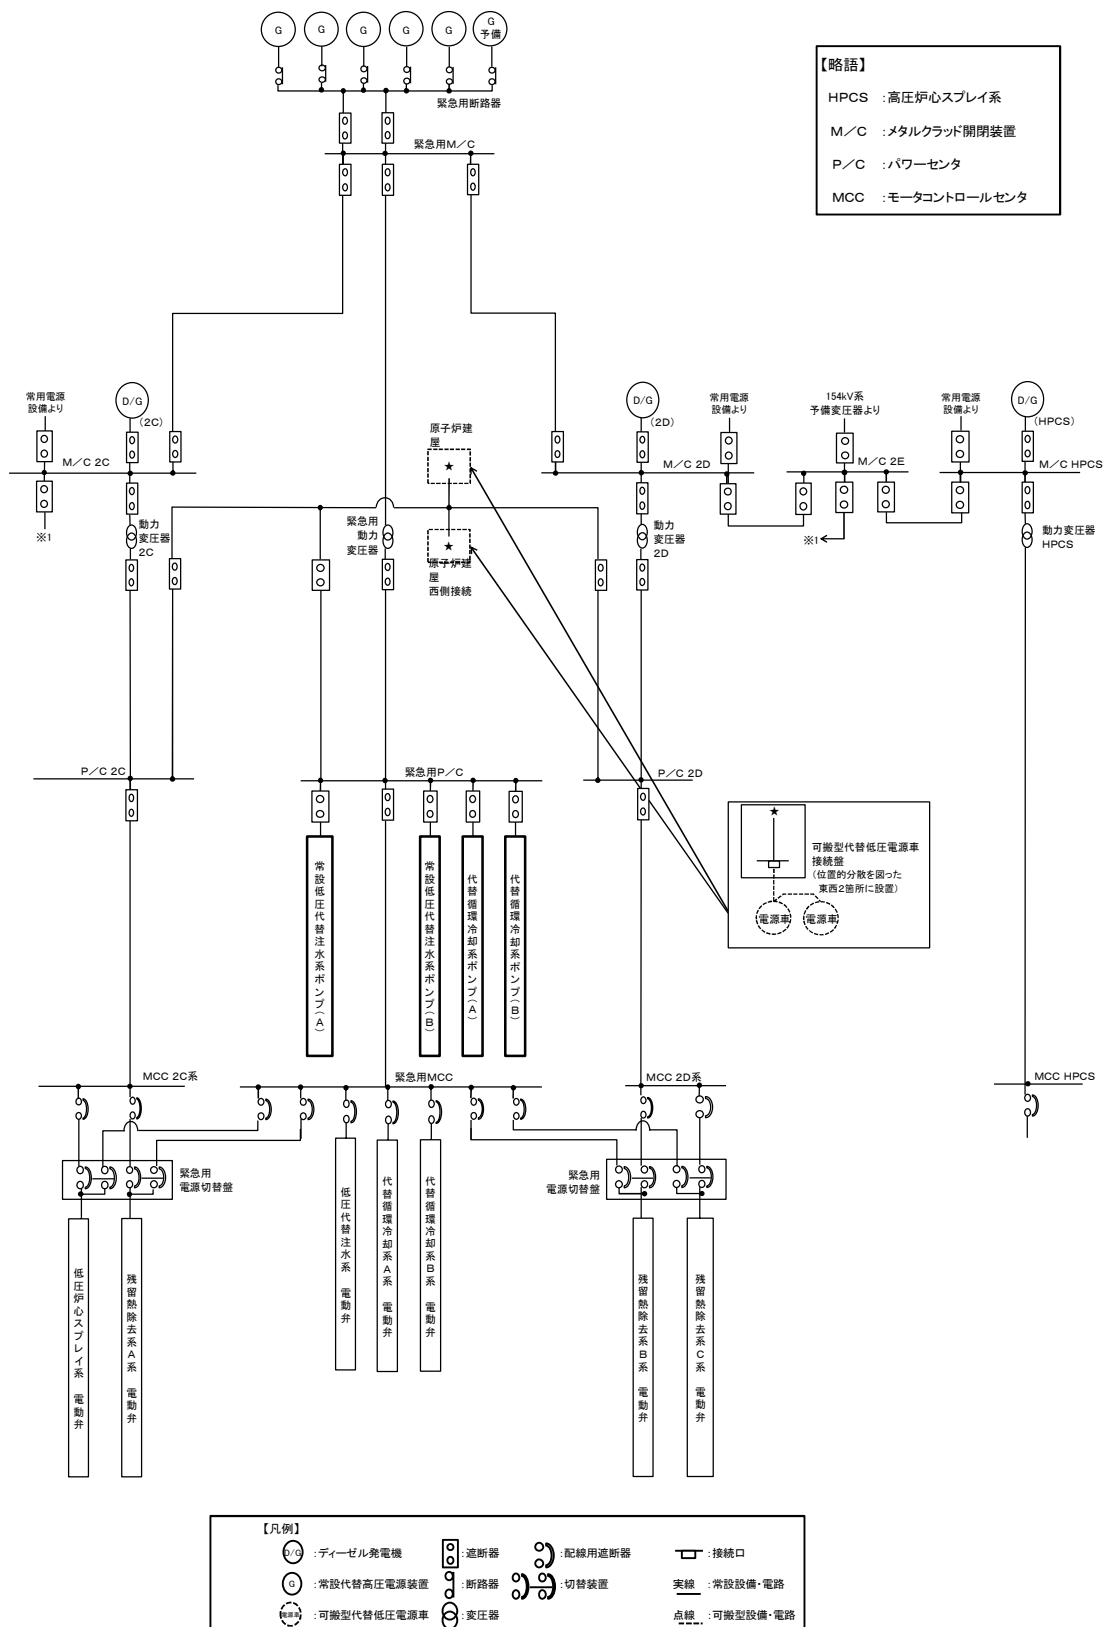 G
G
G
G
G
G
予備
緊急用断路器
緊急用M/C
【略語】
HPCS :高圧炉心スプレイ系
M/C :メタルクラッド開閉装置
P/C :パワーセンタ
MCC :モータコントロールセンタ
常用電源
設備より
D/G
(2C)
M/C 2C
※1
動力
変圧器
2C
原子炉建
屋
★
緊急用
動力
変圧器
★
原子炉建
屋
西側接続
D/G
(2D)
M/C 2D
動力
変圧器
2D
常用電源
設備より
154kV系
予備変圧器より
M/C 2E
※1
常用電源
設備より
D/G
(HPCS)
M/C HPCS
動力変圧器
HPCS
P/C 2C
緊急用P/C
P/C 2D
常設低圧代替注水系ポンプ(A)
常設低圧代替注水系ポンプ(B)
代替循環冷却系ポンプ(A)
代替循環冷却系ポンプ(B)
★
可搬型代替低圧電源車
接続盤
(位置的分散を図った
東西2箇所に設置)
電源車
電源車
MCC 2C系
緊急用MCC
MCC 2D系
MCC HPCS
緊急用
電源切替盤
緊急用
電源切替盤
低圧炉心スプレイ系 電動弁
残留熱除去系A系 電動弁
低圧代替注水系 電動弁
代替循環冷却系A系 電動弁
代替循環冷却系B系 電動弁
残留熱除去系B系 電動弁
残留熱除去系C系 電動弁
【凡例】
D/G :ディーゼル発電機
:遮断器
:配線用遮断器
:接続口
G :常設代替高圧電源装置
:断路器
:切替装置
実線 :常設設備・電路
電源車 :可搬型代替低圧電源車
:変圧器
点線 :可搬型設備・電路